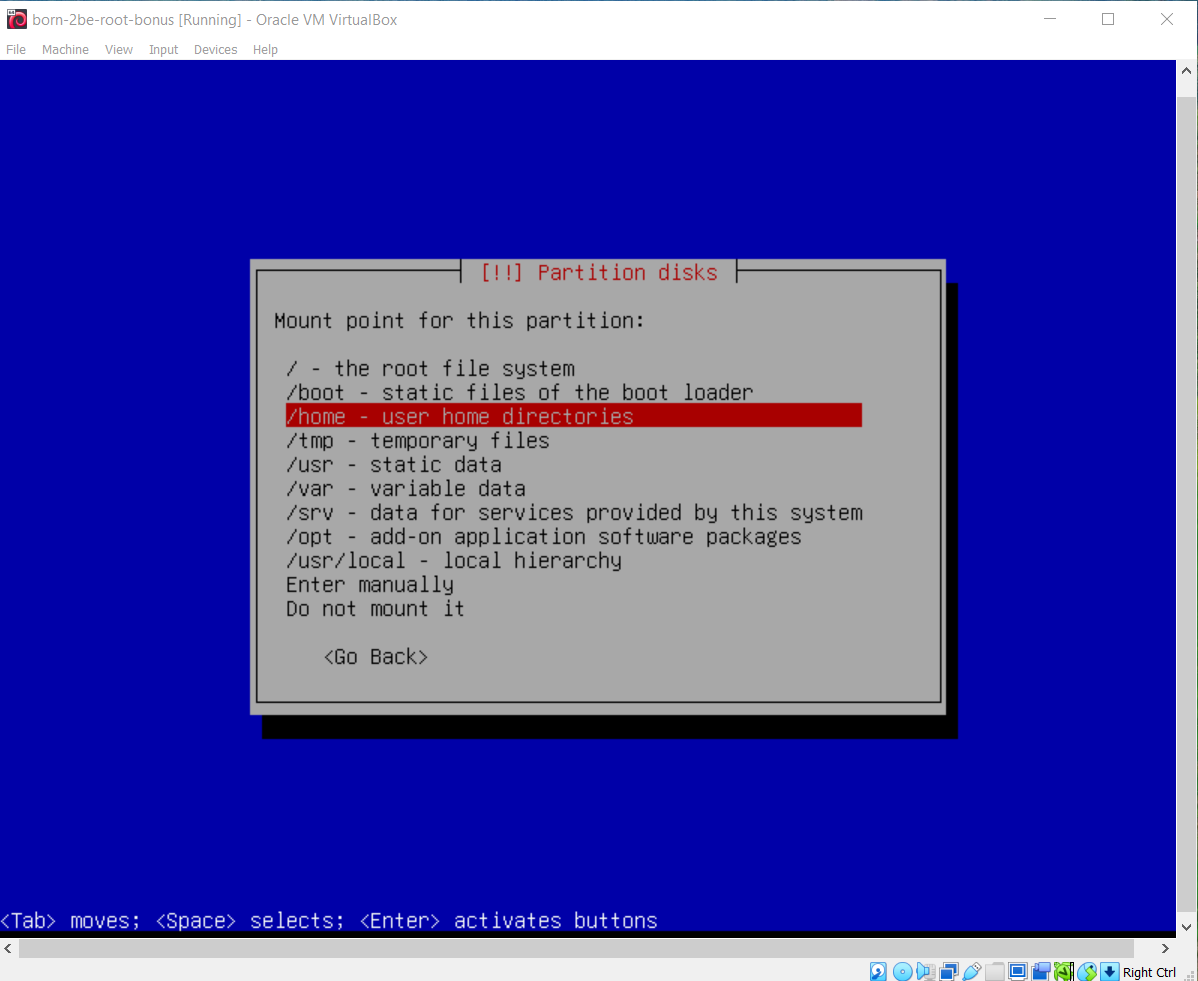 born-2be-root-bonus [Running] - Oracle VM VirtualBox
File Machine View Input Devices Help
[!!] Partition disks
Mount point for this partition:
/ - the root file system
/boot - static files of the boot loader
/home - user home directories
/tmp - temporary files
/usr - static data
/var - variable data
/srv - data for services provided by this system
/opt - add-on application software packages
/usr/local - local hierarchy
Enter manually
Do not mount it
<Go Back>
<Tab> moves; <Space> selects; <Enter> activates buttons
Right Ctrl